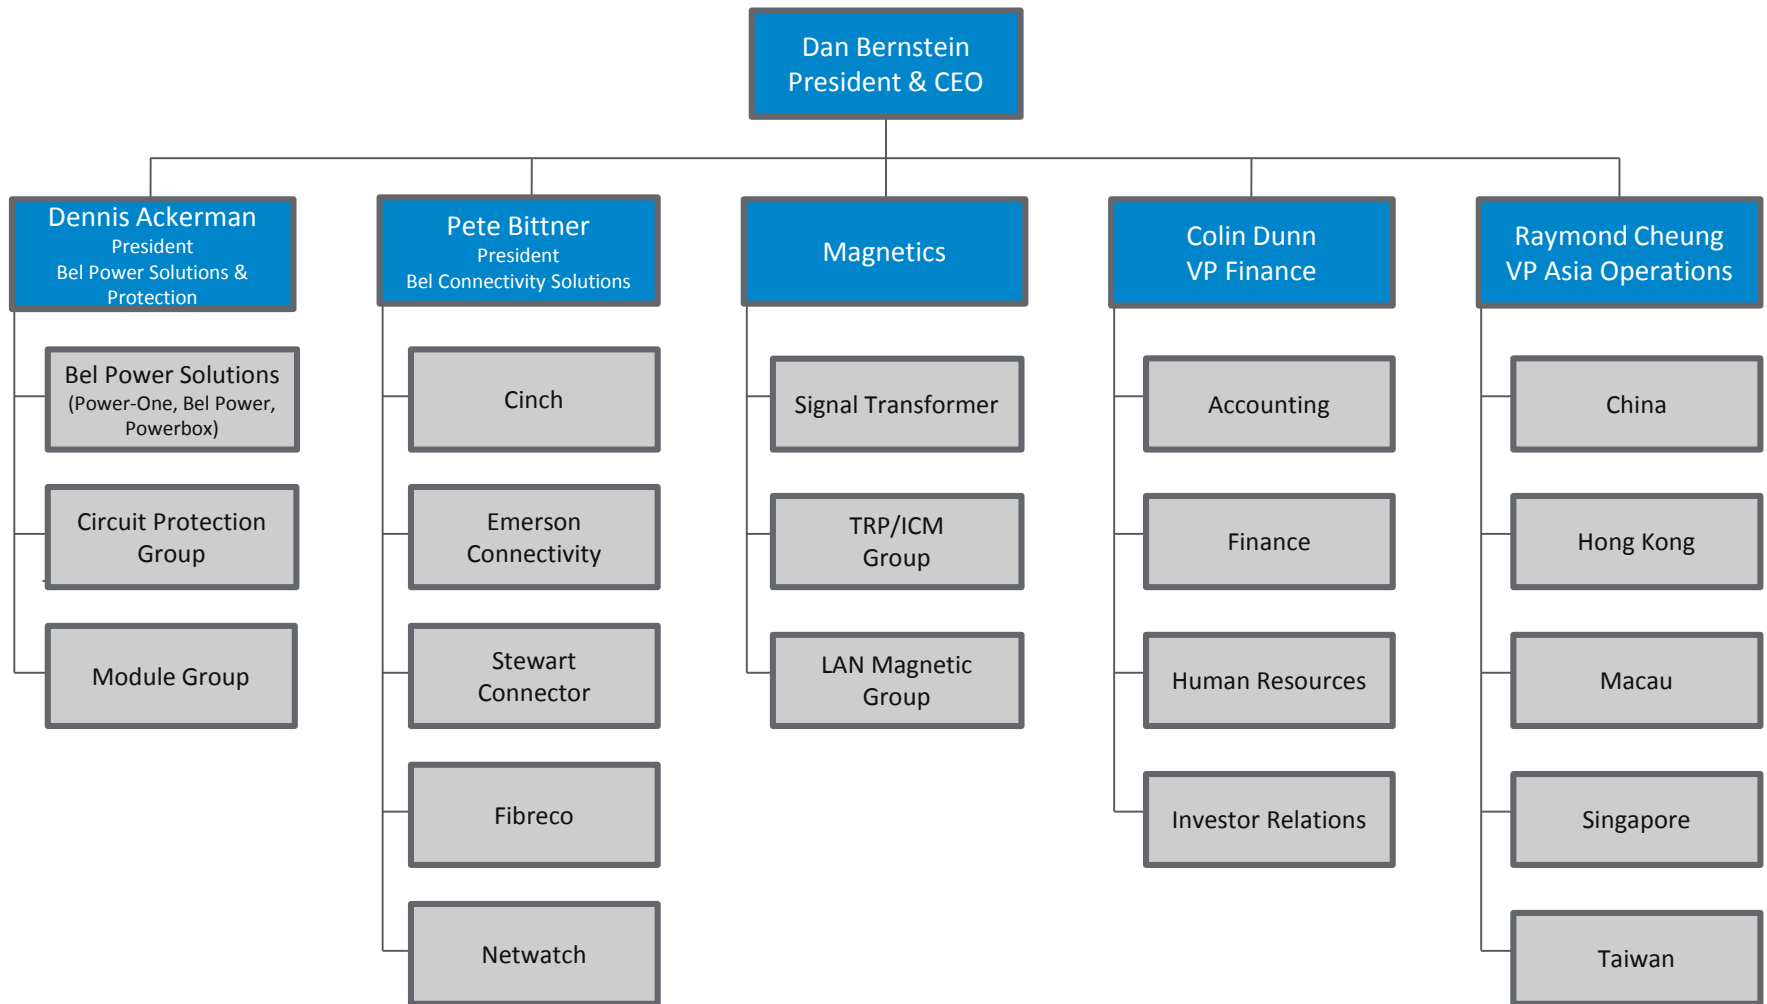 Dan Bernstein
President & CEO
Dennis Ackerman
President
Bel Power Solutions &
Protection
Bel Power Solutions
(Power-One, Bel Power,
Powerbox)
Circuit Protection
Group
Module Group
Pete Bittner
President
Bel Connectivity Solutions
Cinch
Emerson
Connectivity
Stewart
Connector
Fibreco
Netwatch
Magnetics
Signal Transformer
TRP/ICM
Group
LAN Magnetic
Group
Colin Dunn
VP Finance
Accounting
Finance
Human Resources
Investor Relations
Raymond Cheung
VP Asia Operations
China
Hong Kong
Macau
Singapore
Taiwan